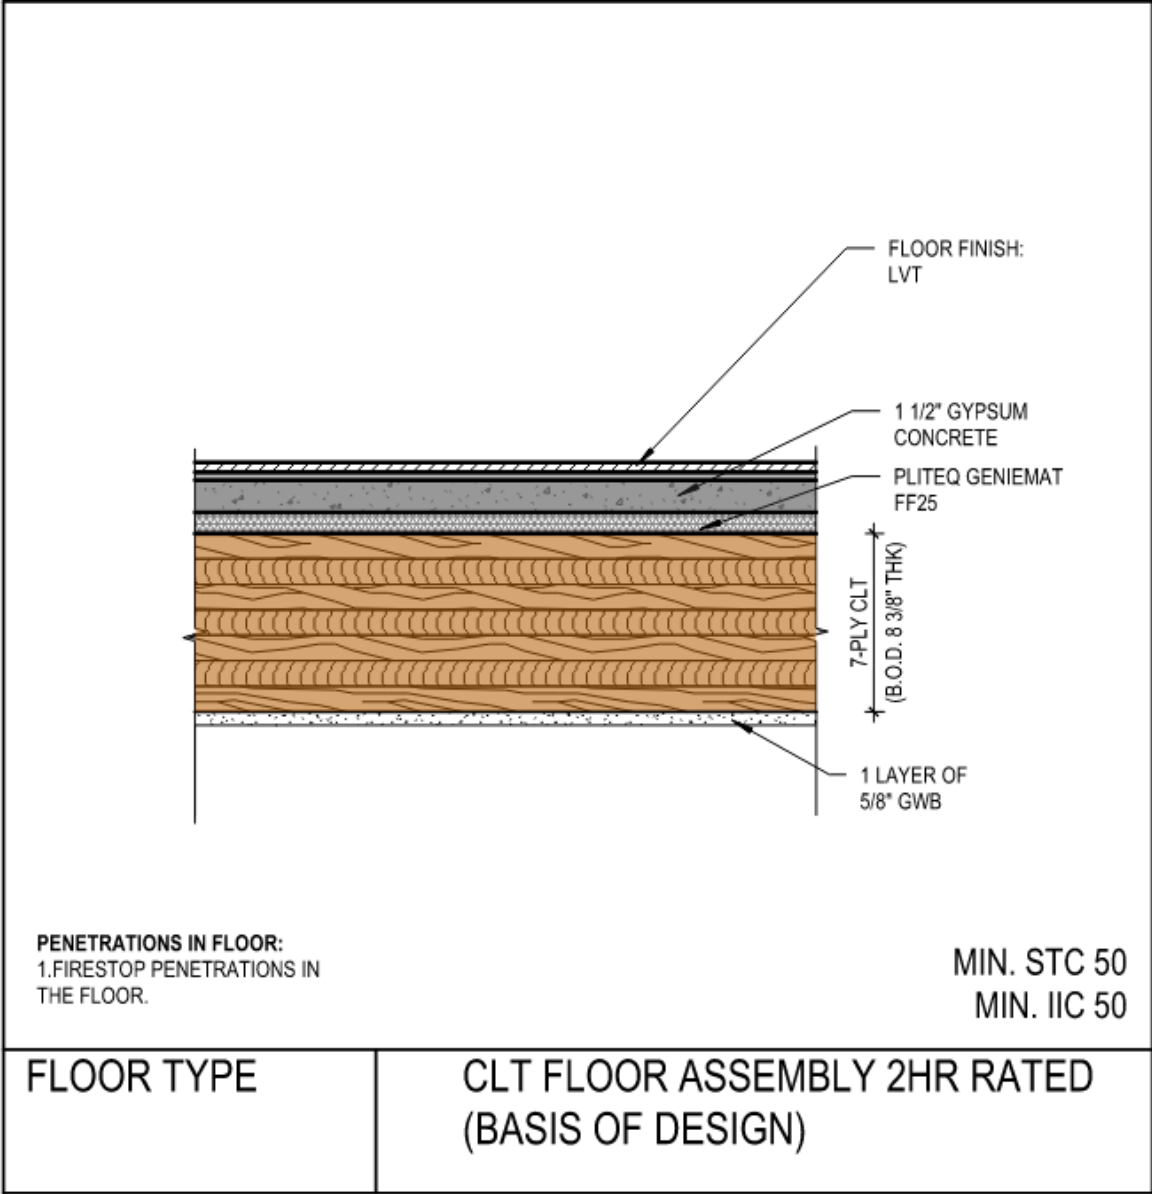 FLOOR FINISH:
LVT
1 1/2" GYPSUM
CONCRETE
PLITEQ GENIEMAT
FF25
7-PLY CLT
(B.O.D. 8 3/8" THK)
1 LAYER OF
5/8" GWB
PENETRATIONS IN FLOOR:
1.FIRESTOP PENETRATIONS IN
THE FLOOR.
MIN. STC 50
MIN. IIC 50
FLOOR TYPE
CLT FLOOR ASSEMBLY 2HR RATED
(BASIS OF DESIGN)